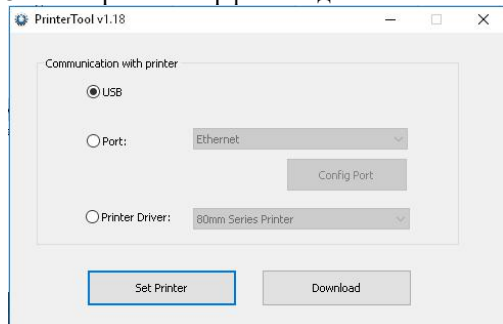 PrinterTool v1.18
Communication with printer
USB
Port:
Ethernet
Config Port
Printer Driver:
80mm Series Printer
Set Printer
Download